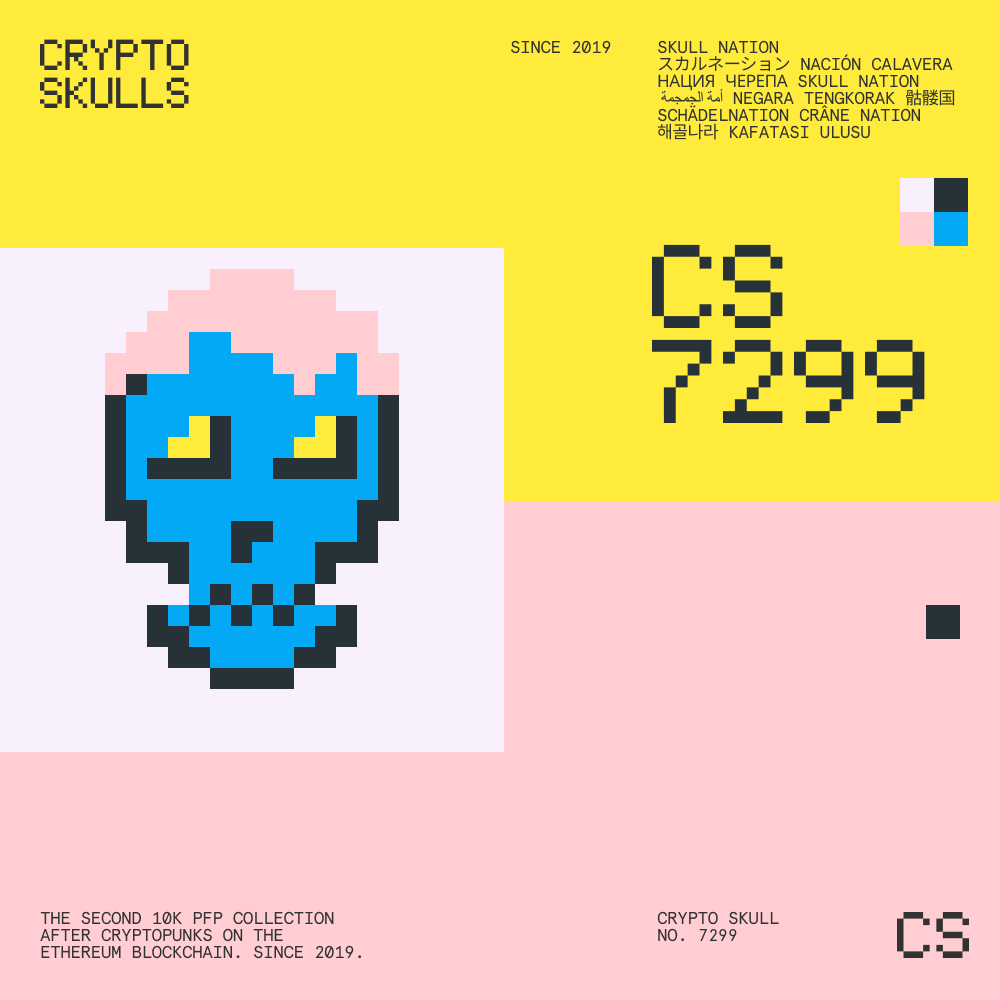 CRYPTO
SKULLS
SINCE 2019
SKULL NATION
スカルネーション NACIÓN CALAVERA
НАЦИЯ ЧЕРЕПА SKULL NATION
أمة الجمجمة NEGARA TENGKORAK 骷髅国
SCHÄDELNATION CRÂNE NATION
해골나라 KAFATASI ULUSU
CS
7299
THE SECOND 10K PFP COLLECTION
AFTER CRYPTOPUNKS ON THE
ETHEREUM BLOCKCHAIN. SINCE 2019.
CRYPTO SKULL
NO. 7299
CS